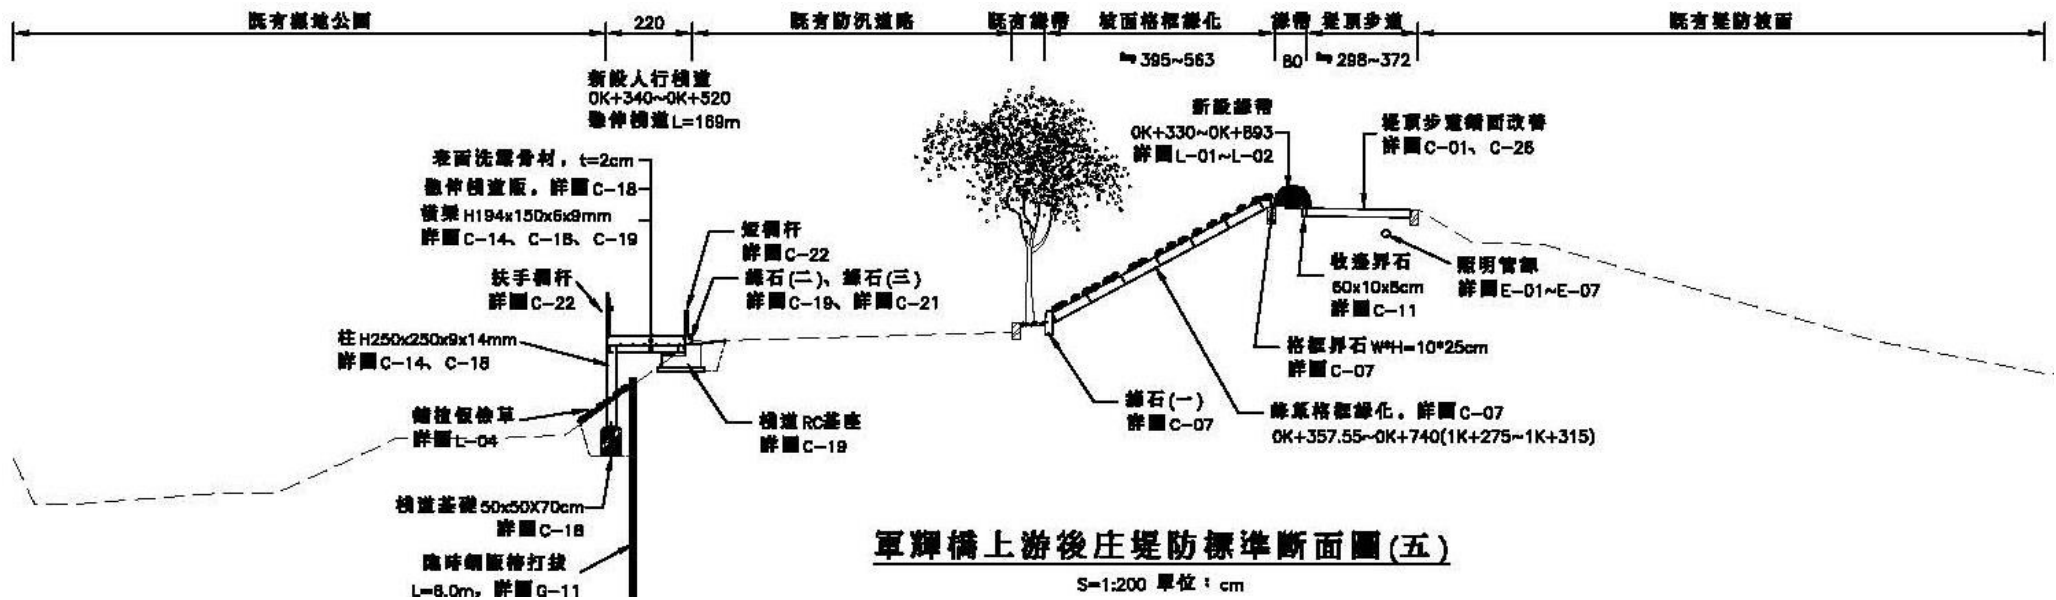 既有濕地公園
220
既有防汛道路
既有綠帶
坡面格框綠化
綠帶
堤頂步道
既有堤防坡面
≒395~563
80
≒298~372
新設人行棧道
0K+340~0K+520
懸伸棧道L=169m
新設綠帶
0K+330~0K+693
詳圖L-01~L-02
堤頂步道鋪面改善
詳圖C-01、C-26
表面洗露骨材,t=2cm
懸伸棧道版,詳圖C-18
橫梁H194x150x6x9mm
詳圖C-14、C-18、C-19
短欄杆
詳圖C-22
扶手欄杆
詳圖C-22
緣石(二)、緣石(三)
詳圖C-19、詳圖C-21
收邊界石
60x10x8cm
詳圖C-11
照明管線
詳圖E-01~E-07
柱H250x250x9x14mm
詳圖C-14、C-18
格框界石W*H=10*25cm
詳圖C-07
緣石(一)
詳圖C-07
蜂巢格框綠化,詳圖C-07
0K+357.55~0K+740(1K+275~1K+315)
鋪植假儉草
詳圖L-04
棧道RC基座
詳圖C-19
棧道基礎50x50X70cm
詳圖C-18
臨時鋼版樁打拔
L=6.0m,詳圖G-11
軍輝橋上游後庄堤防標準斷面圖(五)
S=1:200 單位:cm